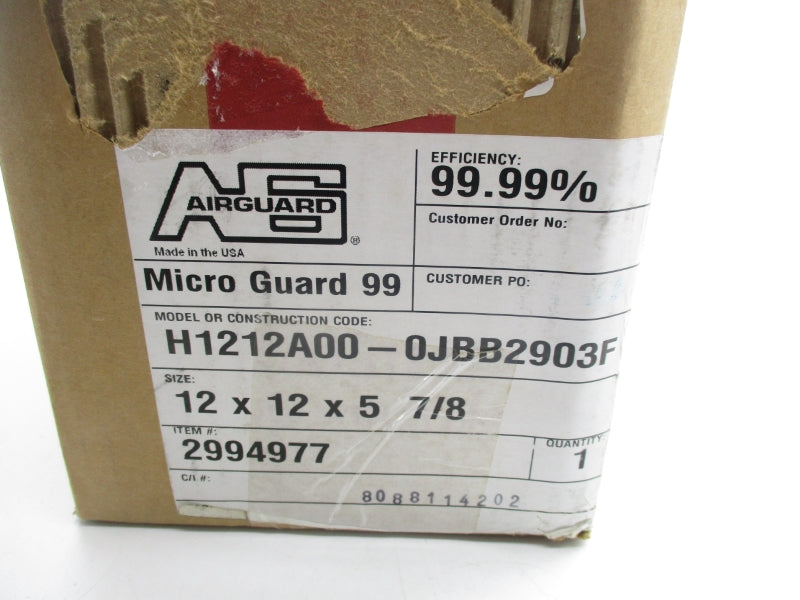 AG
AIRGUARD®
Made in the USA
EFFICIENCY:
99.99%
Customer Order No:
Micro Guard 99
CUSTOMER PO:
MODEL OR CONSTRUCTION CODE:
H1212A00-0JBB2903F
SIZE:
12 x 12 x 5 7/8
ITEM #:
2994977
QUANTITY
1
C/I #:
8088114202